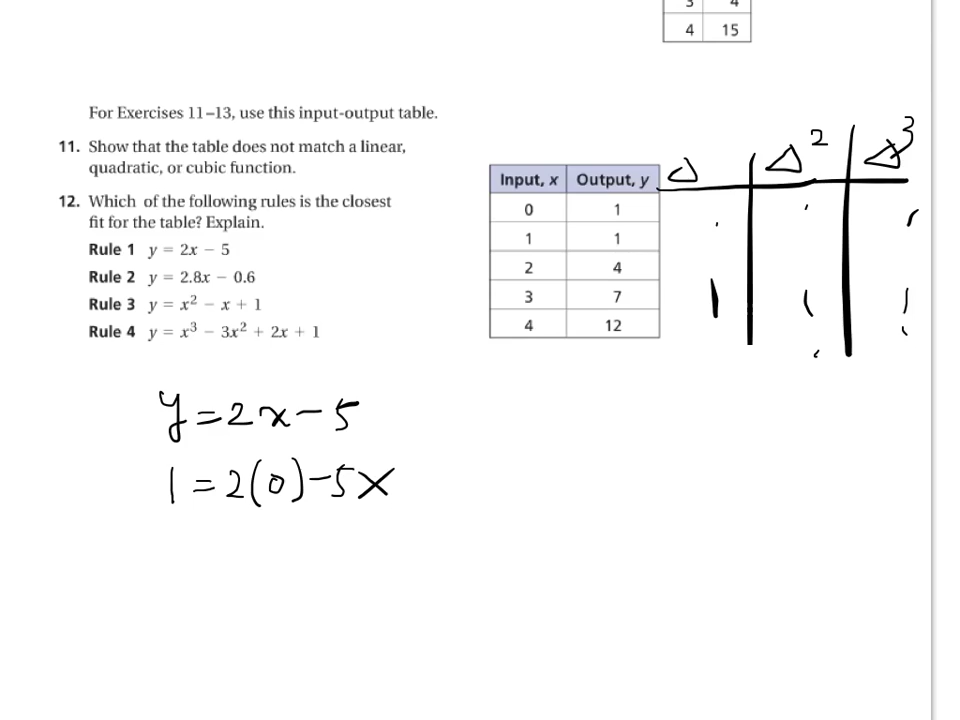 3 4
4 15
For Exercises 11–13, use this input-output table.
11. Show that the table does not match a linear,
quadratic, or cubic function.
12. Which of the following rules is the closest
fit for the table? Explain.
Rule 1 y = 2x − 5
Rule 2 y = 2.8x − 0.6
Rule 3 y = x² − x + 1
Rule 4 y = x³ − 3x² + 2x + 1
Input, x Output, y Δ Δ² Δ³
0 1
1 1
2 4
3 7
4 12
y = 2x − 5
1 = 2(0) − 5 X